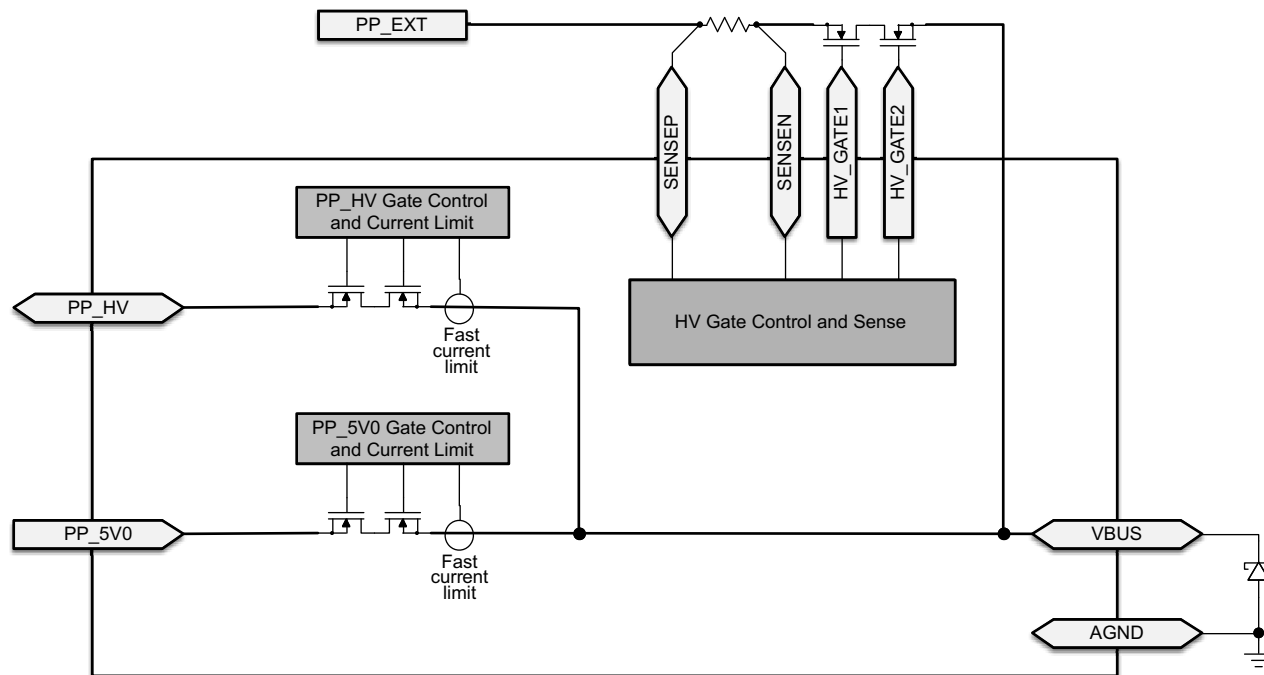 PP_EXT
SENSEP
SENSEN
HV_GATE1
HV_GATE2
PP_HV Gate Control
and Current Limit
PP_HV
Fast
current
limit
HV Gate Control and Sense
PP_5V0 Gate Control
and Current Limit
PP_5V0
Fast
current
limit
VBUS
AGND